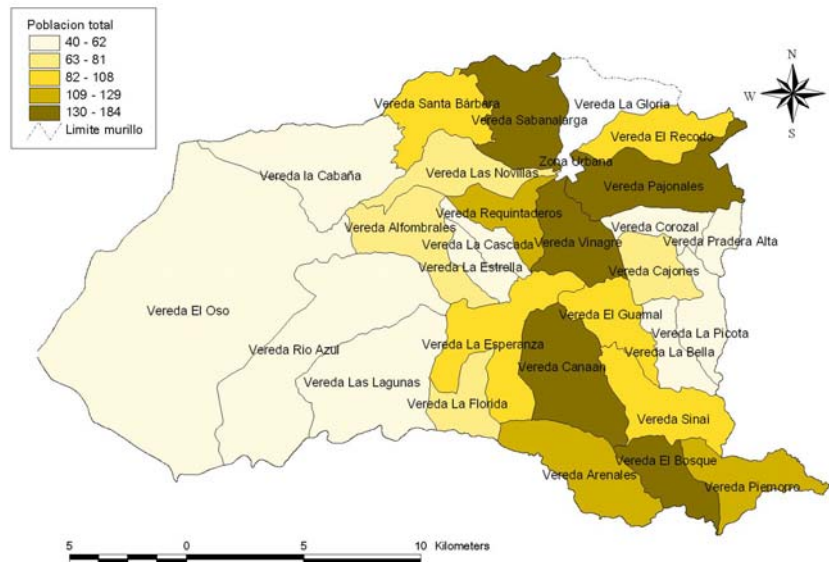 Poblacion total
40 - 62
63 - 81
82 - 108
109 - 129
130 - 184
Limite murillo
N
W
E
S
Vereda La Gloria
Vereda Santa Bárbara
Vereda Sabanalarga
Vereda El Recodo
Zona Urbana
Vereda la Cabaña
Vereda Las Novillas
Vereda Pajonales
Vereda Requintaderos
Vereda Alfombrales
Vereda Corozal
Vereda La Cascada
Vereda Vinagre
Vereda Pradera Alta
Vereda La Estrella
Vereda Cajones
Vereda El Oso
Vereda El Guamal
Vereda La Picota
Vereda Rio Azul
Vereda La Esperanza
Vereda La Bella
Vereda Canaán
Vereda Las Lagunas
Vereda La Florida
Vereda Sinai
Vereda El Bosque
Vereda Arenales
Vereda Piemorro
5 0 5 10 Kilometers